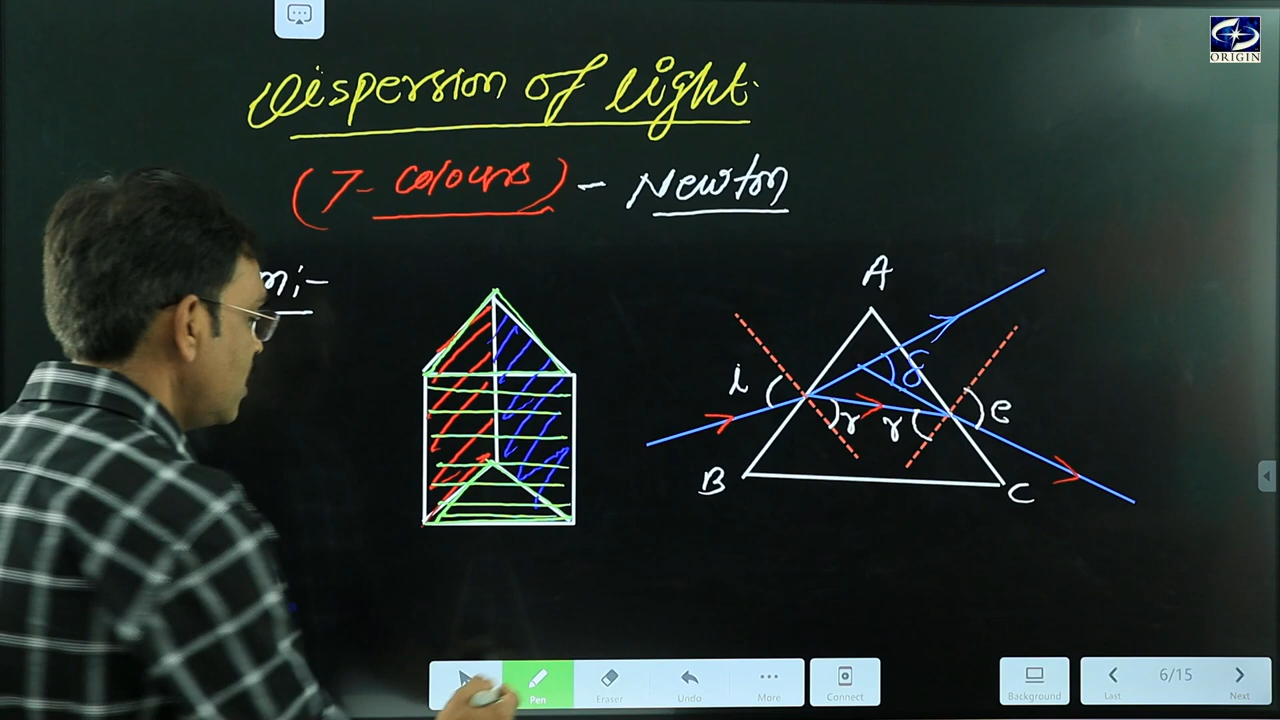 ORIGIN
Dispersion of light.
(7- Colours) - Newton
m:-
A
i
δ
r
r
e
B
C
Pen
Eraser
Undo
More
Connect
Background
Last
6/15
Next